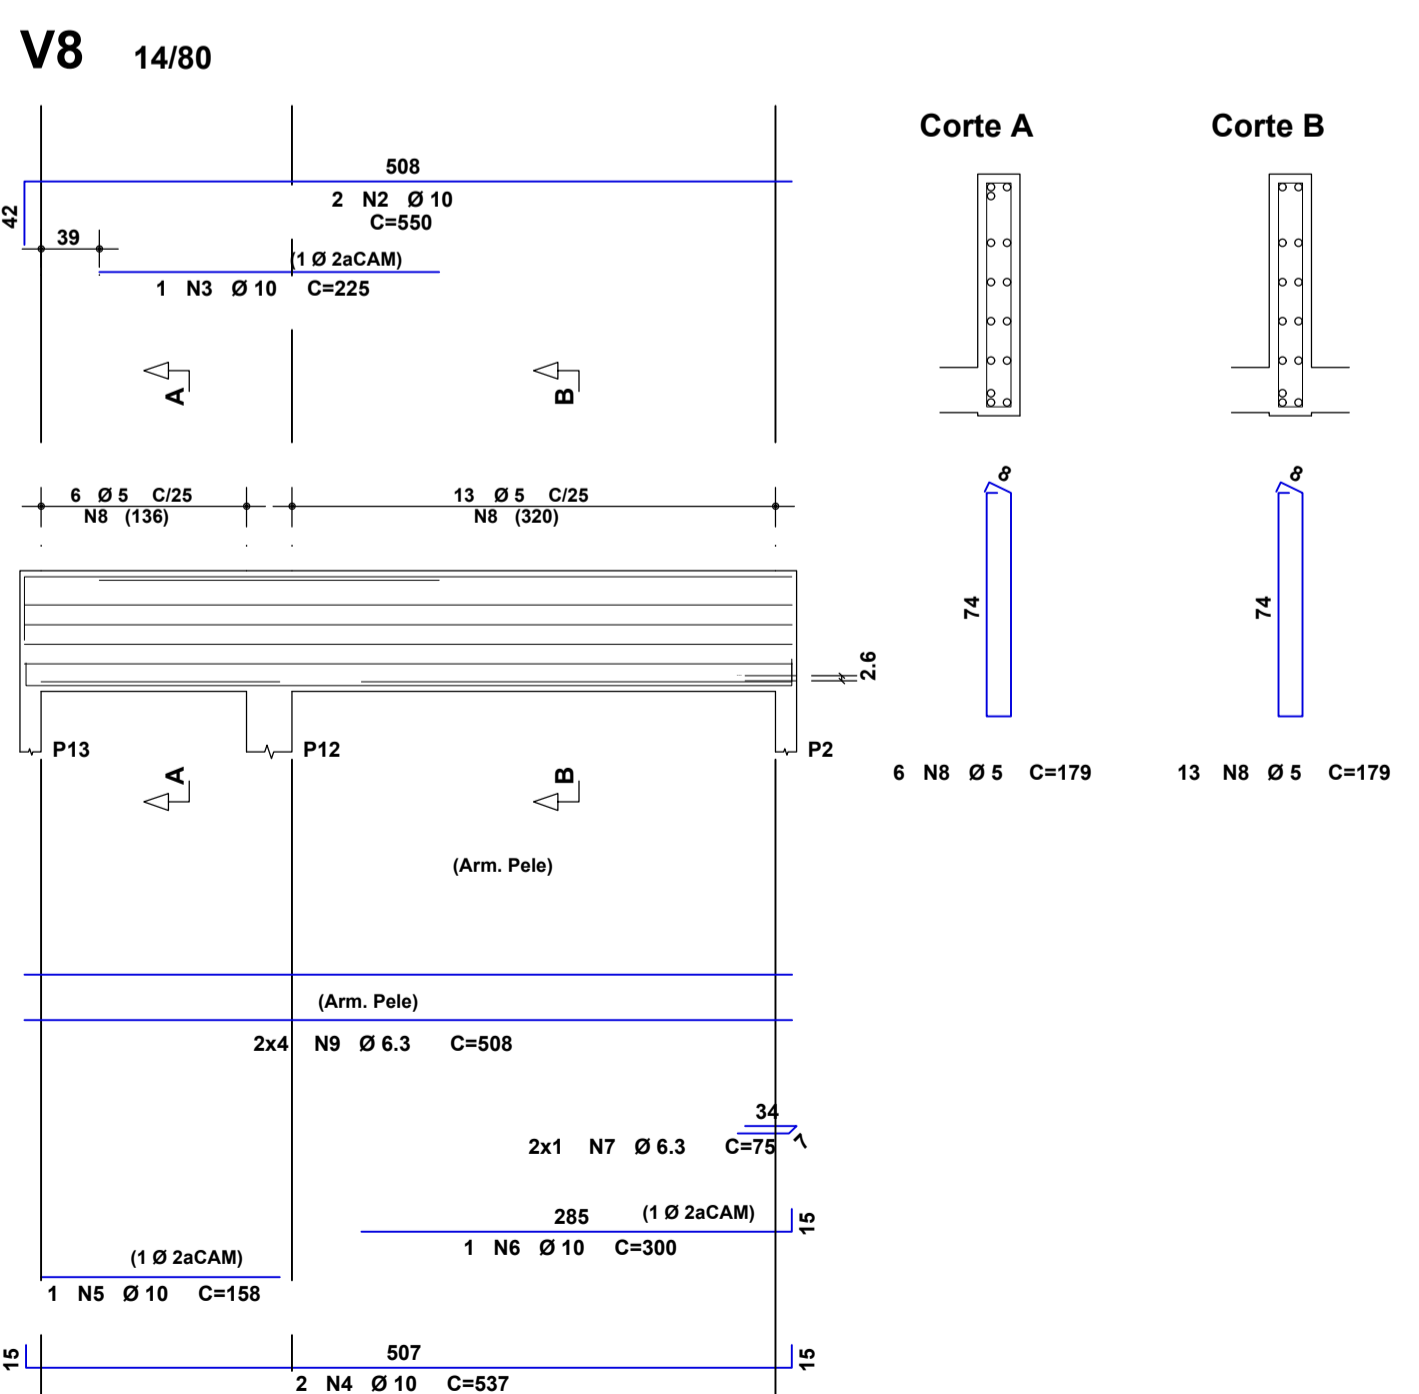 V8 14/80
Corte A
Corte B
508
2 N2 Ø 10
C=550
42
39
(1 Ø 2aCAM)
1 N3 Ø 10 C=225
A
B
6 Ø 5 C/25
N8 (136)
13 Ø 5 C/25
N8 (320)
8
8
74
74
2.6
P13
P12
P2
6 N8 Ø 5 C=179
13 N8 Ø 5 C=179
A
B
(Arm. Pele)
(Arm. Pele)
2x4 N9 Ø 6.3 C=508
34
7
2x1 N7 Ø 6.3 C=75
285
(1 Ø 2aCAM)
15
1 N6 Ø 10 C=300
(1 Ø 2aCAM)
1 N5 Ø 10 C=158
15
507
15
2 N4 Ø 10 C=537